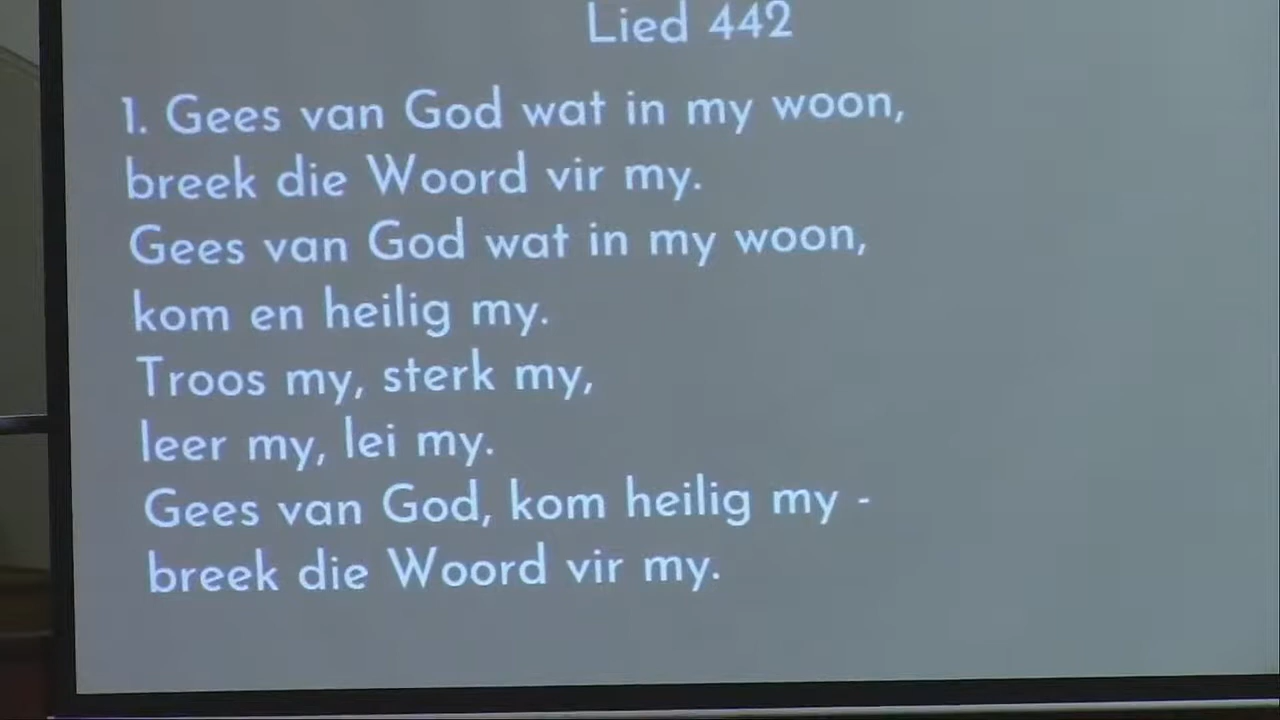 Lied 442
1. Gees van God wat in my woon,
breek die Woord vir my.
Gees van God wat in my woon,
kom en heilig my.
Troos my, sterk my,
leer my, lei my.
Gees van God, kom heilig my -
breek die Woord vir my.